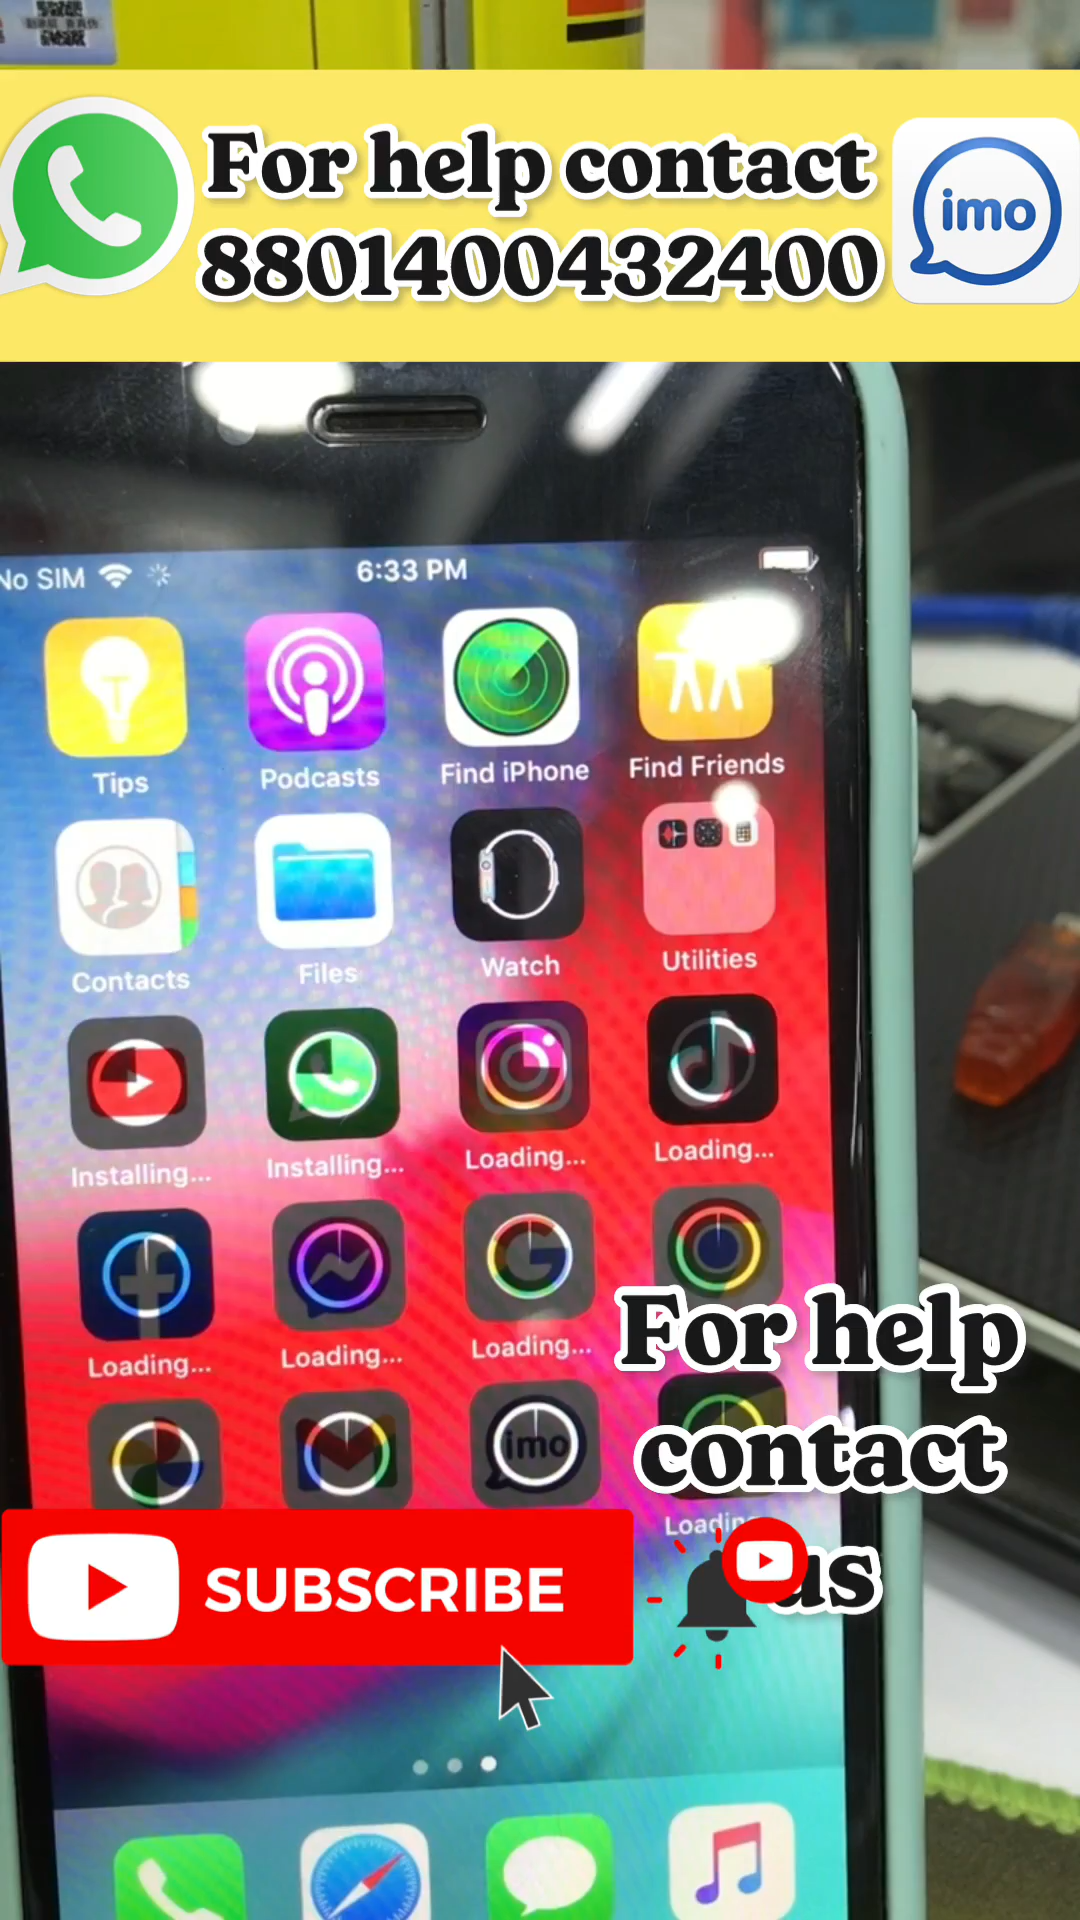 For help contact
8801400432400
imo
No SIM 6:33 PM
Tips Podcasts Find iPhone Find Friends
Contacts Files Watch Utilities
Installing... Installing... Loading... Loading...
Loading... Loading... Loading...
imo
For help
contact
us
SUBSCRIBE